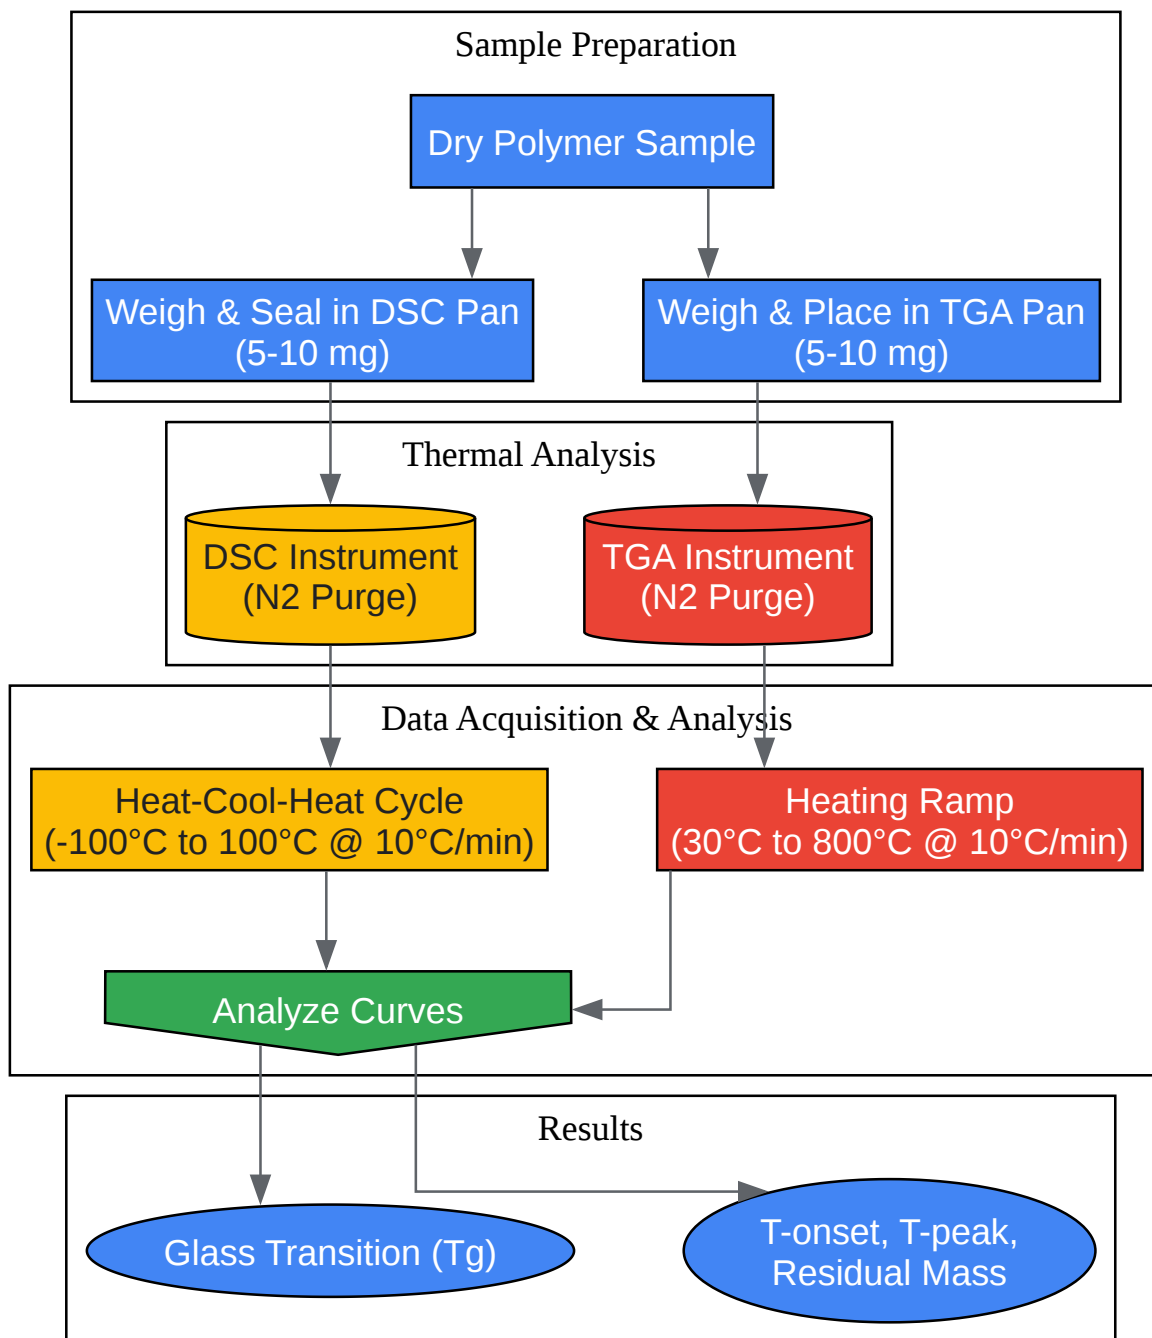 Sample Preparation
Dry Polymer Sample
Weigh & Seal in DSC Pan
(5-10 mg)
Weigh & Place in TGA Pan
(5-10 mg)
Thermal Analysis
DSC Instrument
(N2 Purge)
TGA Instrument
(N2 Purge)
Data Acquisition & Analysis
Heat-Cool-Heat Cycle
(-100°C to 100°C @ 10°C/min)
Heating Ramp
(30°C to 800°C @ 10°C/min)
Analyze Curves
Results
Glass Transition (Tg)
T-onset, T-peak,
Residual Mass